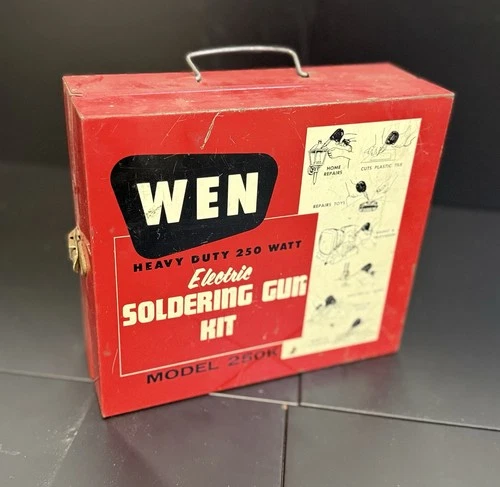 WEN
HEAVY DUTY 250 WATT
Electric
SOLDERING GUN
KIT
MODEL 250K
HOME
REPAIRS
CUTS PLASTIC TILE
REPAIRS TOYS